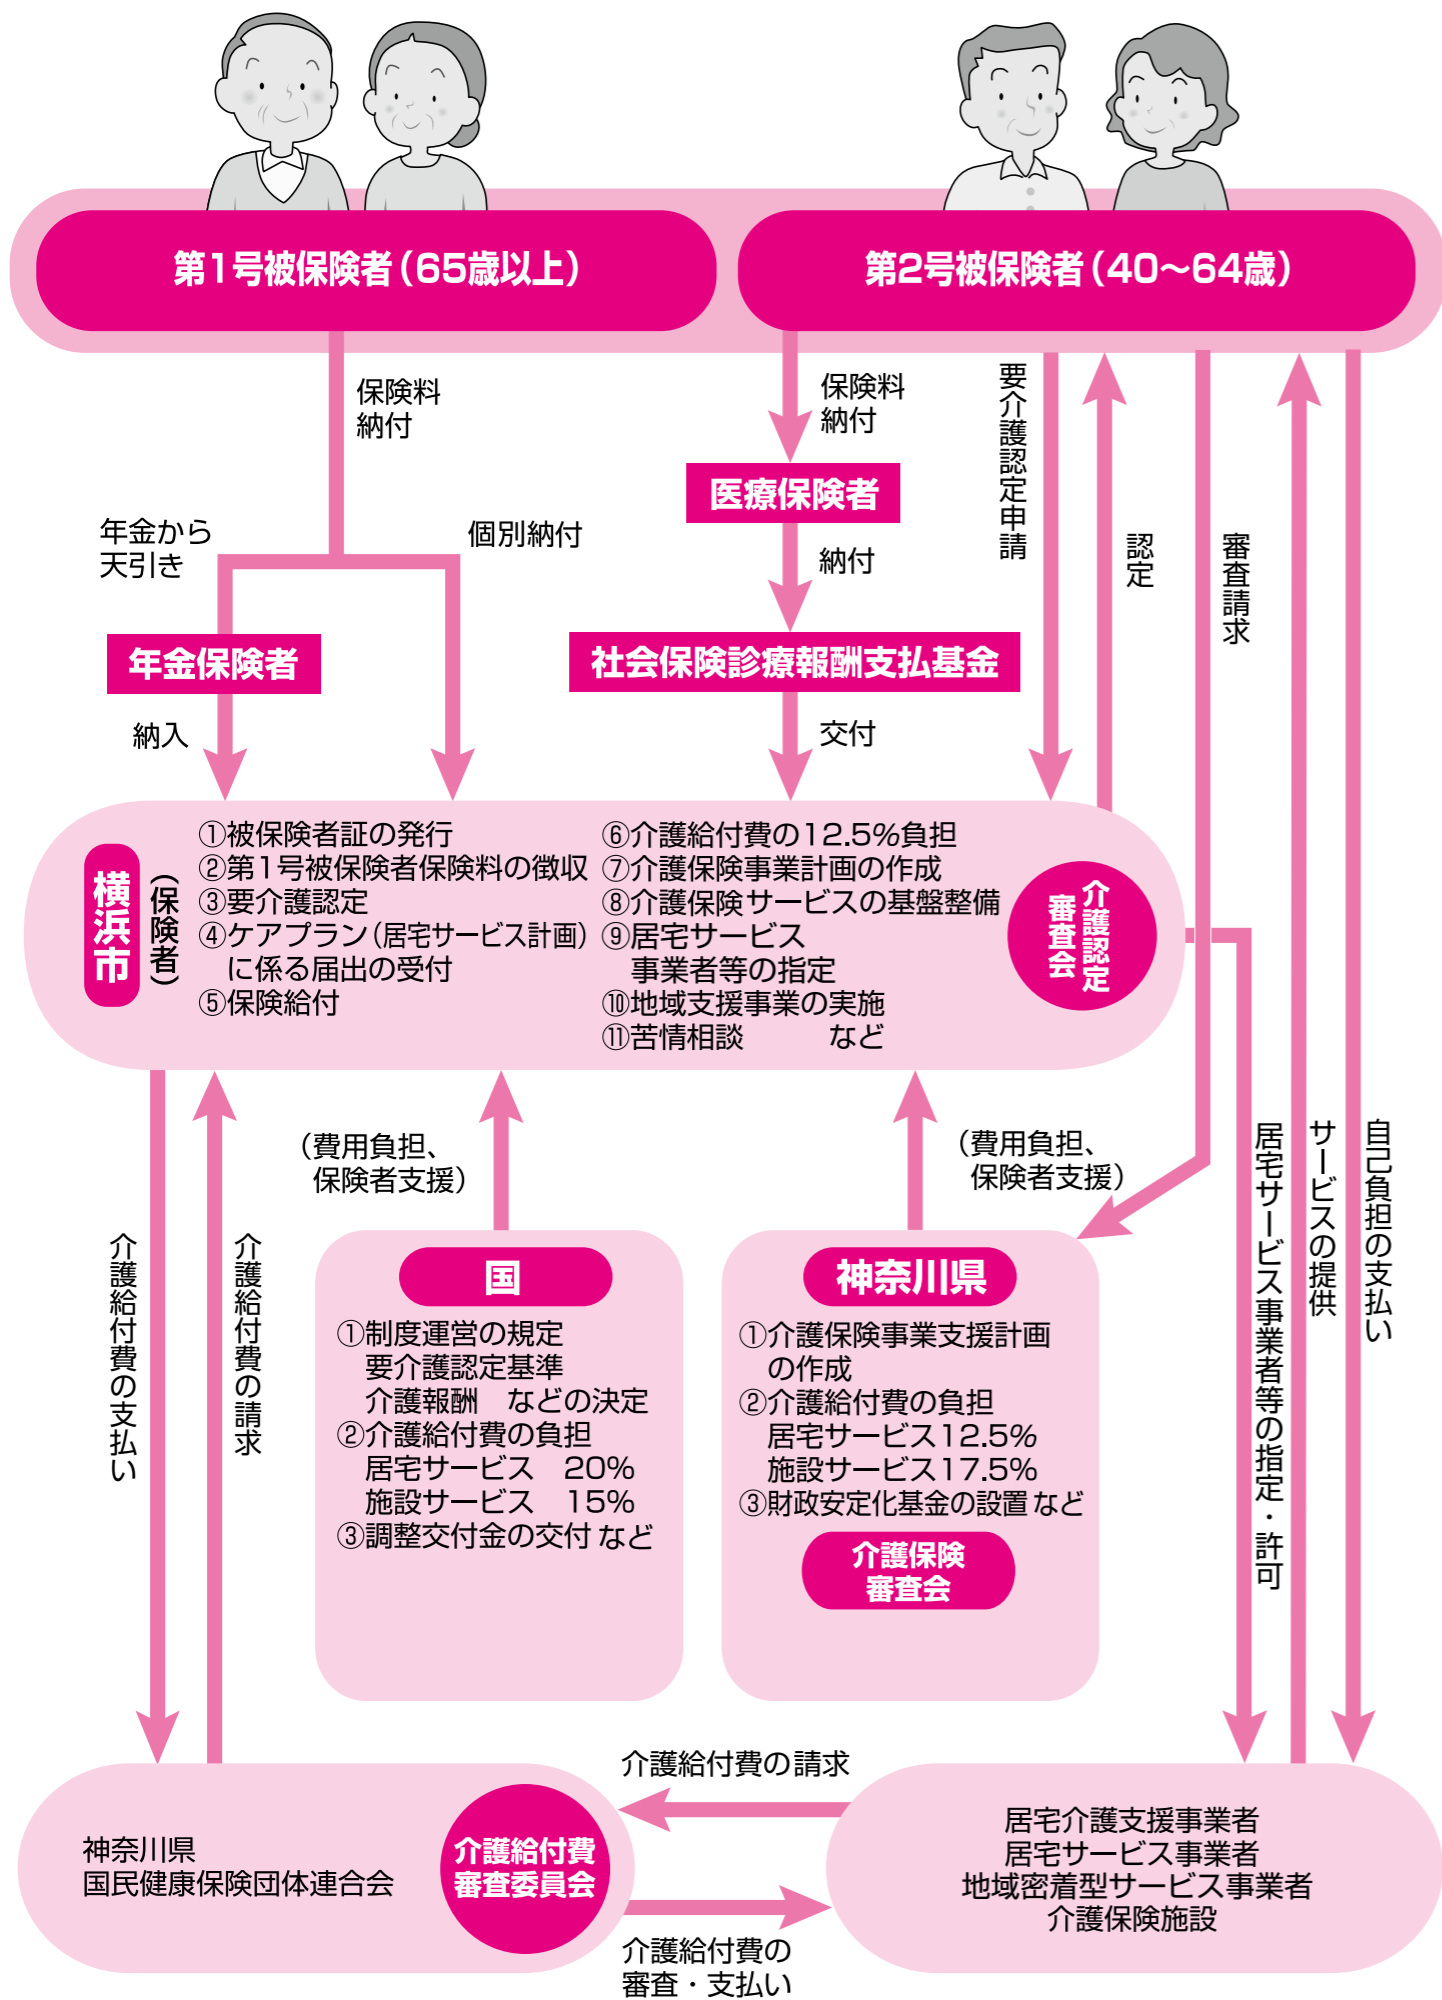 第1号被保険者（65歳以上）
第2号被保険者（40～64歳）
保険料
納付
保険料
納付
要介護認定申請
認定
審査請求
医療保険者
年金から
天引き
個別納付
納付
年金保険者
社会保険診療報酬支払基金
納入
交付
横浜市
（保険者）
①被保険者証の発行
②第1号被保険者保険料の徴収
③要介護認定
④ケアプラン（居宅サービス計画）
に係る届出の受付
⑤保険給付
⑥介護給付費の12.5%負担
⑦介護保険事業計画の作成
⑧介護保険サービスの基盤整備
⑨居宅サービス
事業者等の指定
⑩地域支援事業の実施
⑪苦情相談　　　など
介護認定
審査会
（費用負担、
保険者支援）
（費用負担、
保険者支援）
介護給付費の支払い
介護給付費の請求
居宅サービス事業者等の指定・許可
サービスの提供
自己負担の支払い
国
①制度運営の規定
要介護認定基準
介護報酬　などの決定
②介護給付費の負担
居宅サービス　20%
施設サービス　15%
③調整交付金の交付 など
神奈川県
①介護保険事業支援計画
の作成
②介護給付費の負担
居宅サービス12.5%
施設サービス17.5%
③財政安定化基金の設置 など
介護保険
審査会
介護給付費の請求
神奈川県
国民健康保険団体連合会
介護給付費
審査委員会
居宅介護支援事業者
居宅サービス事業者
地域密着型サービス事業者
介護保険施設
介護給付費の
審査・支払い